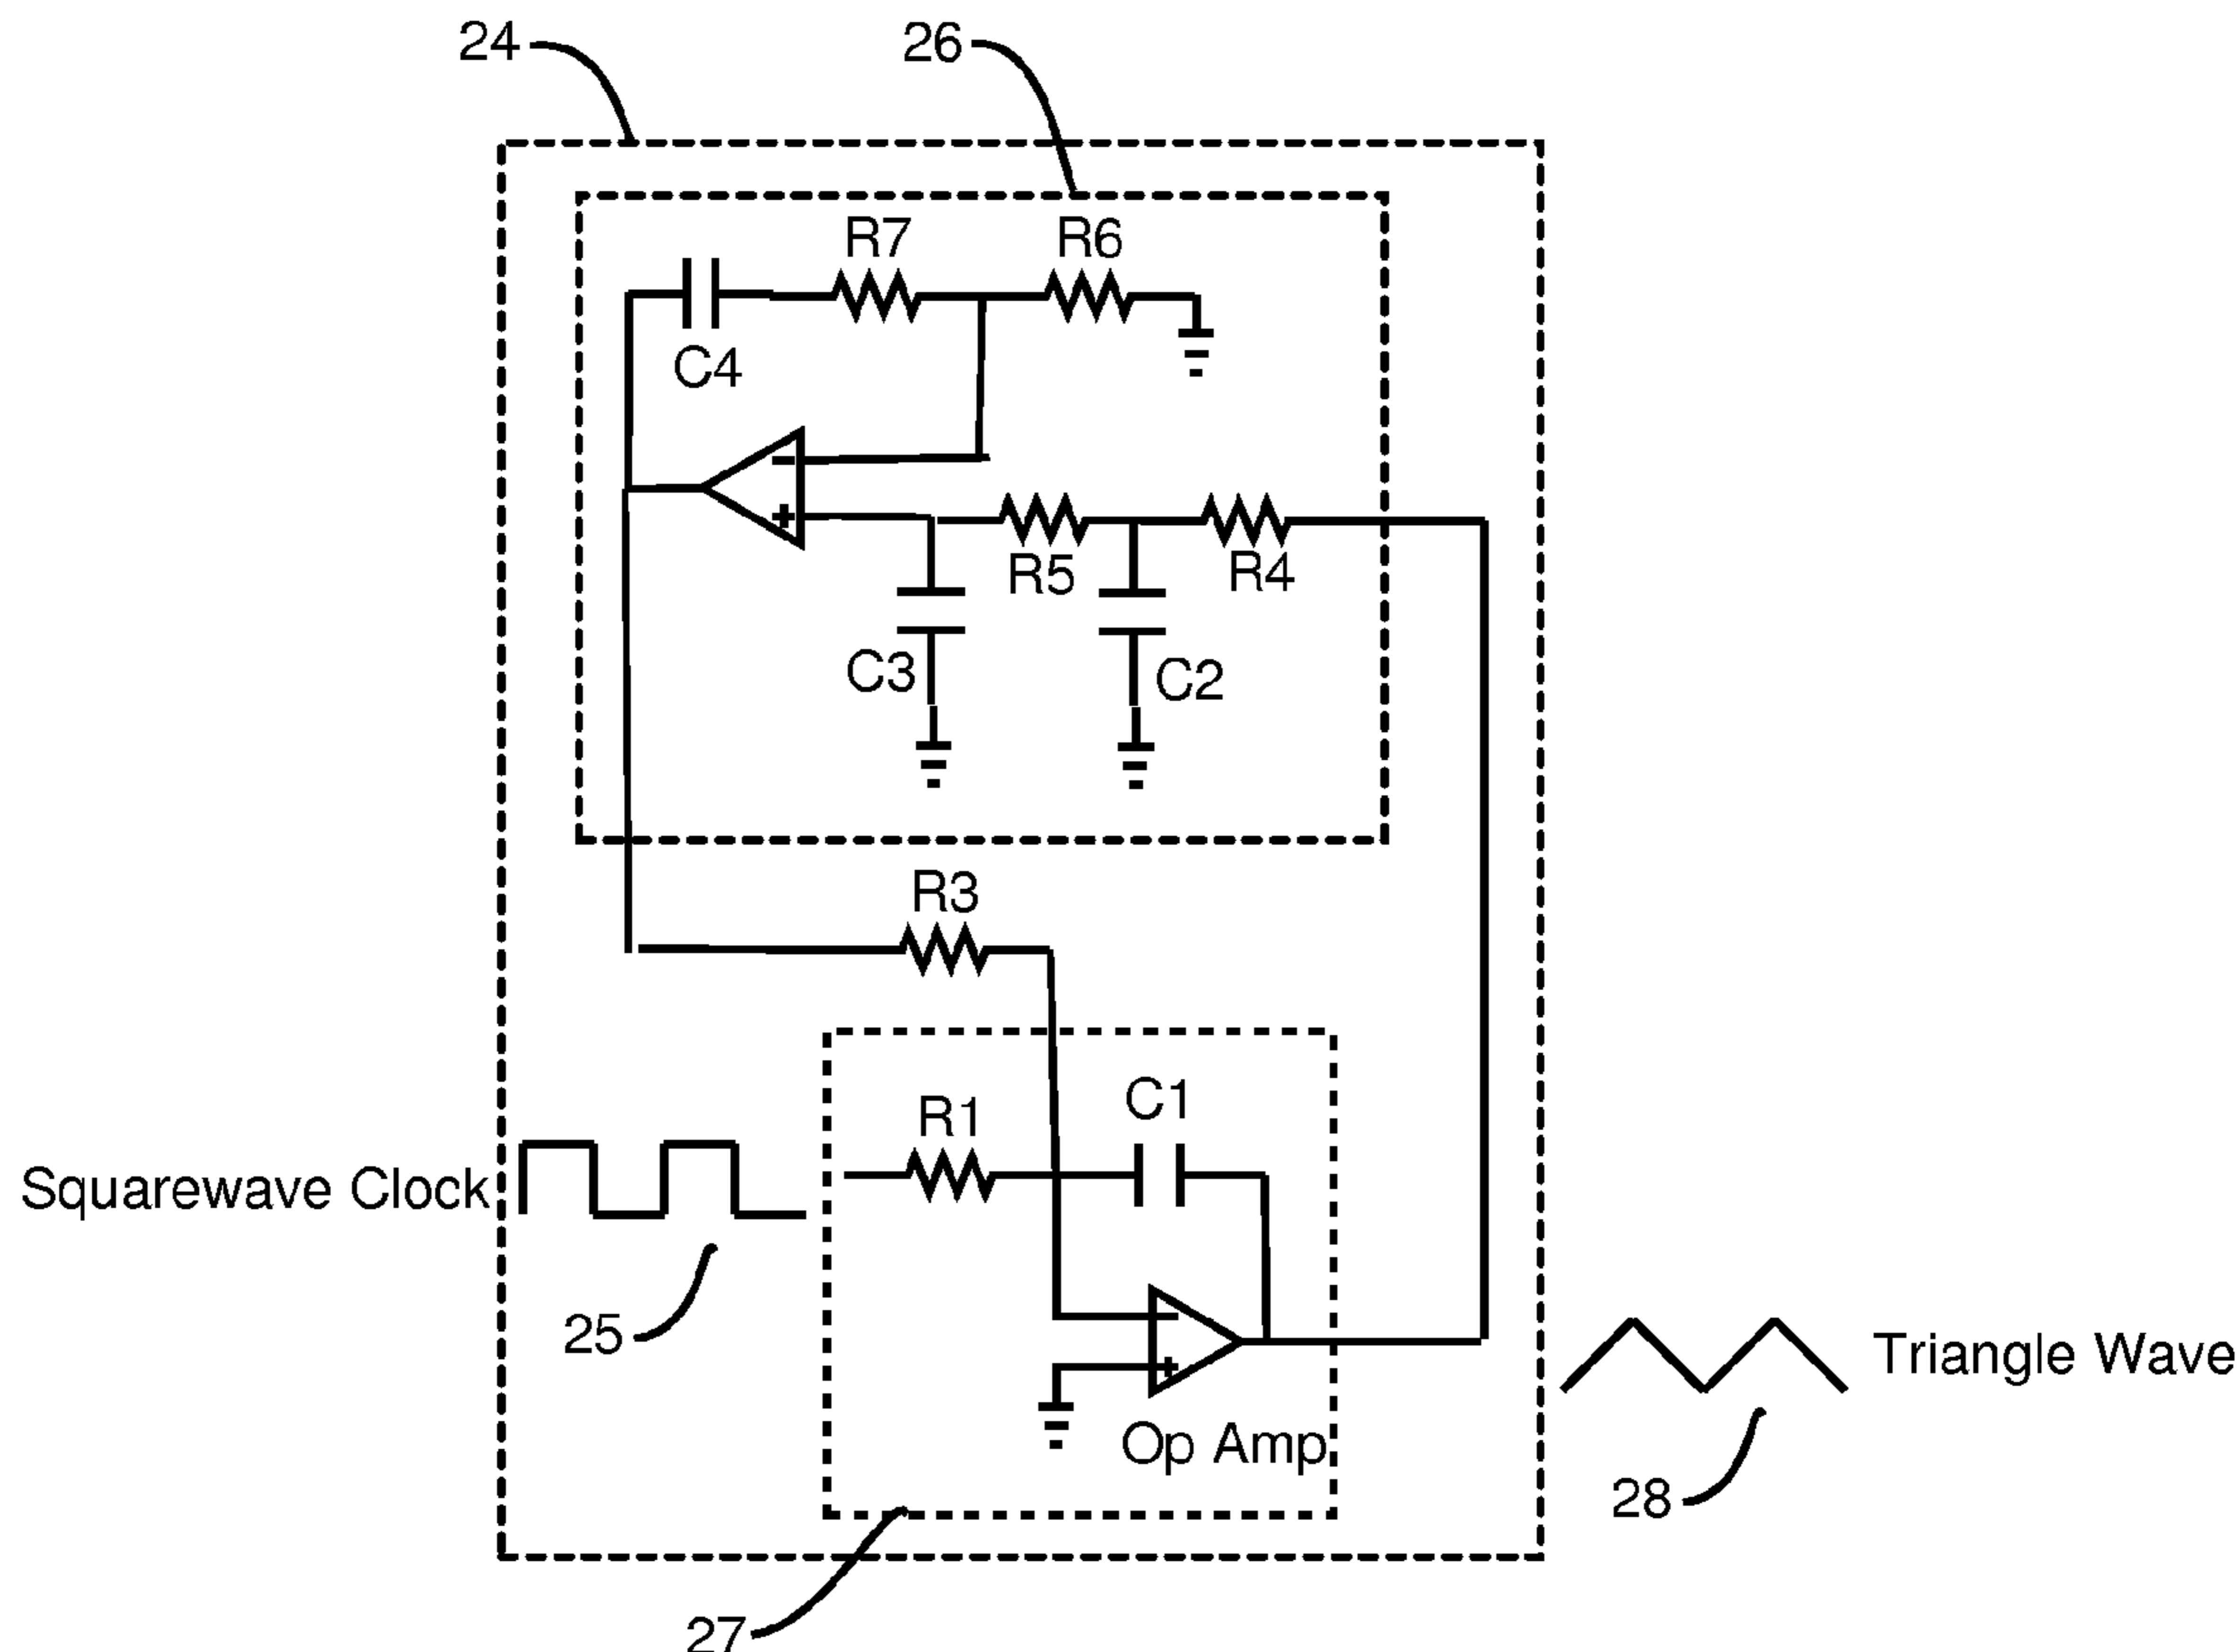 24
26
R7
R6
C4
R5
R4
C3
C2
R3
R1
C1
Squarewave Clock
25
Triangle Wave
Op Amp
28
27